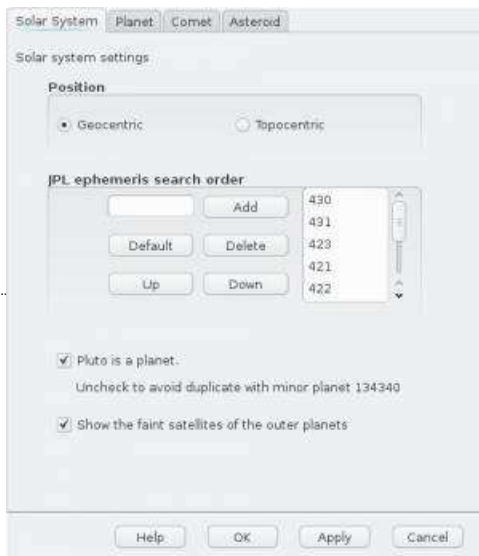 Solar System Planet Comet Asteroid
Solar system settings
Position
Geocentric Topocentric
JPL ephemeris search order
Add
Default Delete
Up Down
430
431
423
421
422
Pluto is a planet.
Uncheck to avoid duplicate with minor planet 134340
Show the faint satellites of the outer planets
Help OK Apply Cancel